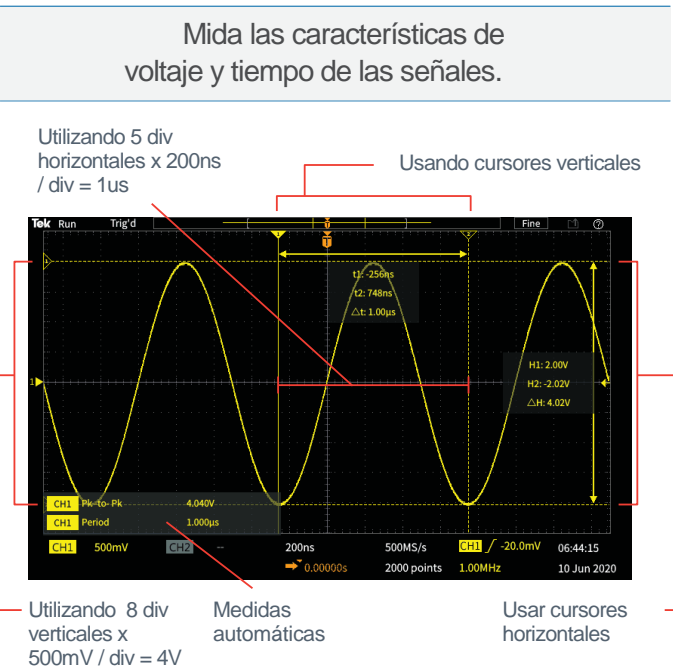 Mida las características de
voltaje y tiempo de las señales.
Utilizando 5 div
horizontales x 200ns
/ div = 1us
Usando cursores verticales
Tek Run Trig'd Fine
1 2
T
1
t1: -256ns
t2: 748ns
△t: 1.00µs
H1: 2.00V
H2: -2.02V
△H: 4.02V
1
CH1 Pk-to-Pk 4.040V
CH1 Period 1.000µs
CH1 500mV CH2 -- 200ns 500MS/s CH1 -20.0mV 06:44:15
0.00000s 2000 points 1.00MHz 10 Jun 2020
Utilizando 8 div
verticales x
500mV / div = 4V
Medidas
automáticas
Usar cursores
horizontales